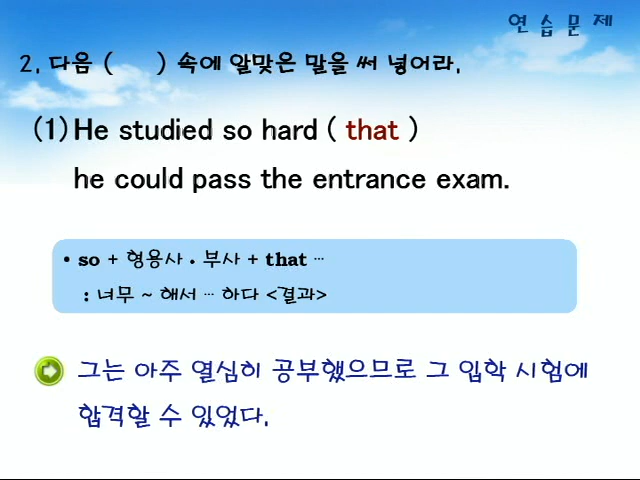 연습문제
2. 다음 (     ) 속에 알맞은 말을 써 넣어라.
(1) He studied so hard ( that )
he could pass the entrance exam.
• so + 형용사 • 부사 + that …
: 너무 ~ 해서 … 하다 <결과>
그는 아주 열심히 공부했으므로 그 입학 시험에
합격할 수 있었다.